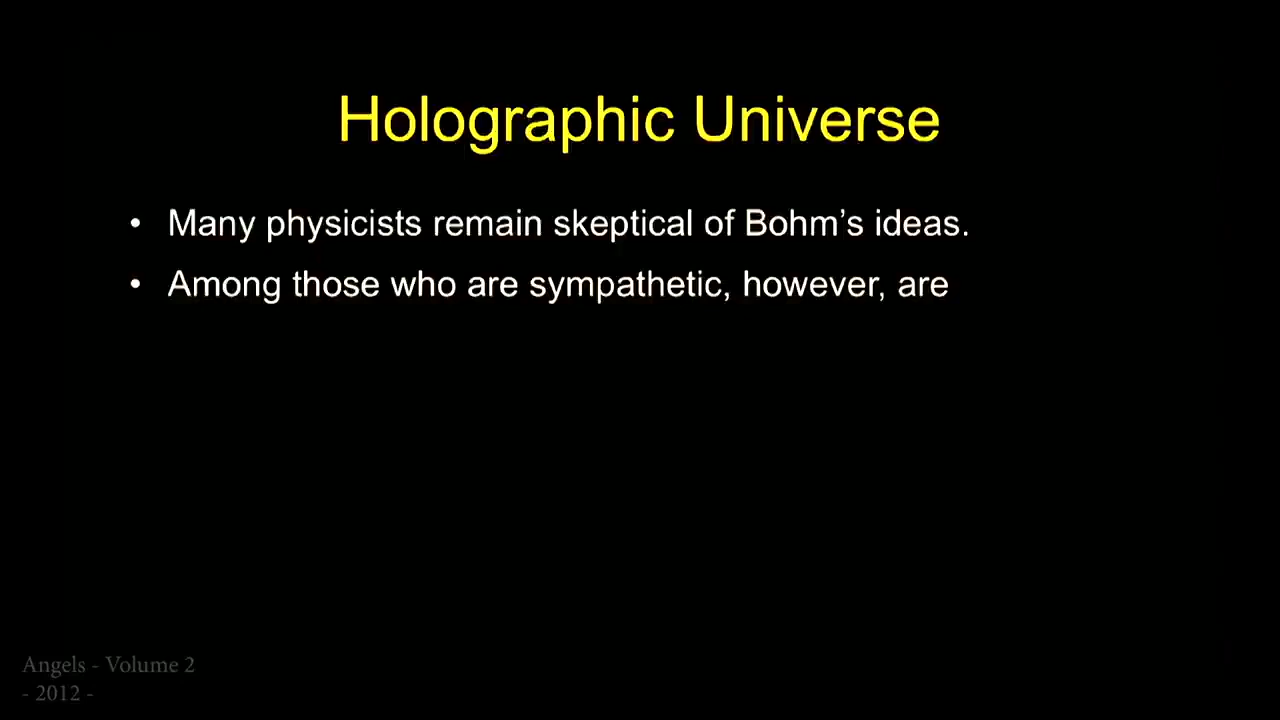 Holographic Universe
• Many physicists remain skeptical of Bohm’s ideas.
• Among those who are sympathetic, however, are
Angels - Volume 2
- 2012 -